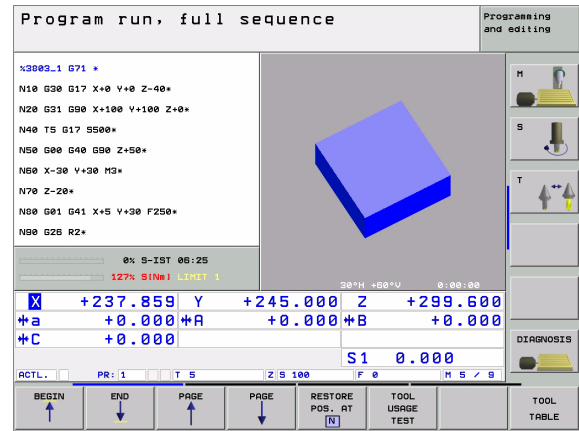 Program run, full sequence
Programming
and editing
%3803_1 G71 *
N10 G30 G17 X+0 Y+0 Z-40*
N20 G31 G90 X+100 Y+100 Z+0*
N40 T5 G17 S500*
N50 G00 G40 G90 Z+50*
N60 X-30 Y+30 M3*
N70 Z-20*
N80 G01 G41 X+5 Y+30 F250*
N90 G26 R2*
0% S-IST 06:25
127% S[Nm] LIMIT 1
30°H +60°V 0:00:00
X +237.859 Y +245.000 Z +299.600
a +0.000 A +0.000 B +0.000
C +0.000
S1 0.000
ACTL. PR: 1 T 5 Z S 100 F 0 M 5 / 9
M
S
T
DIAGNOSIS
BEGIN
END
PAGE
PAGE
RESTORE
POS. AT
N
TOOL
USAGE
TEST
TOOL
TABLE